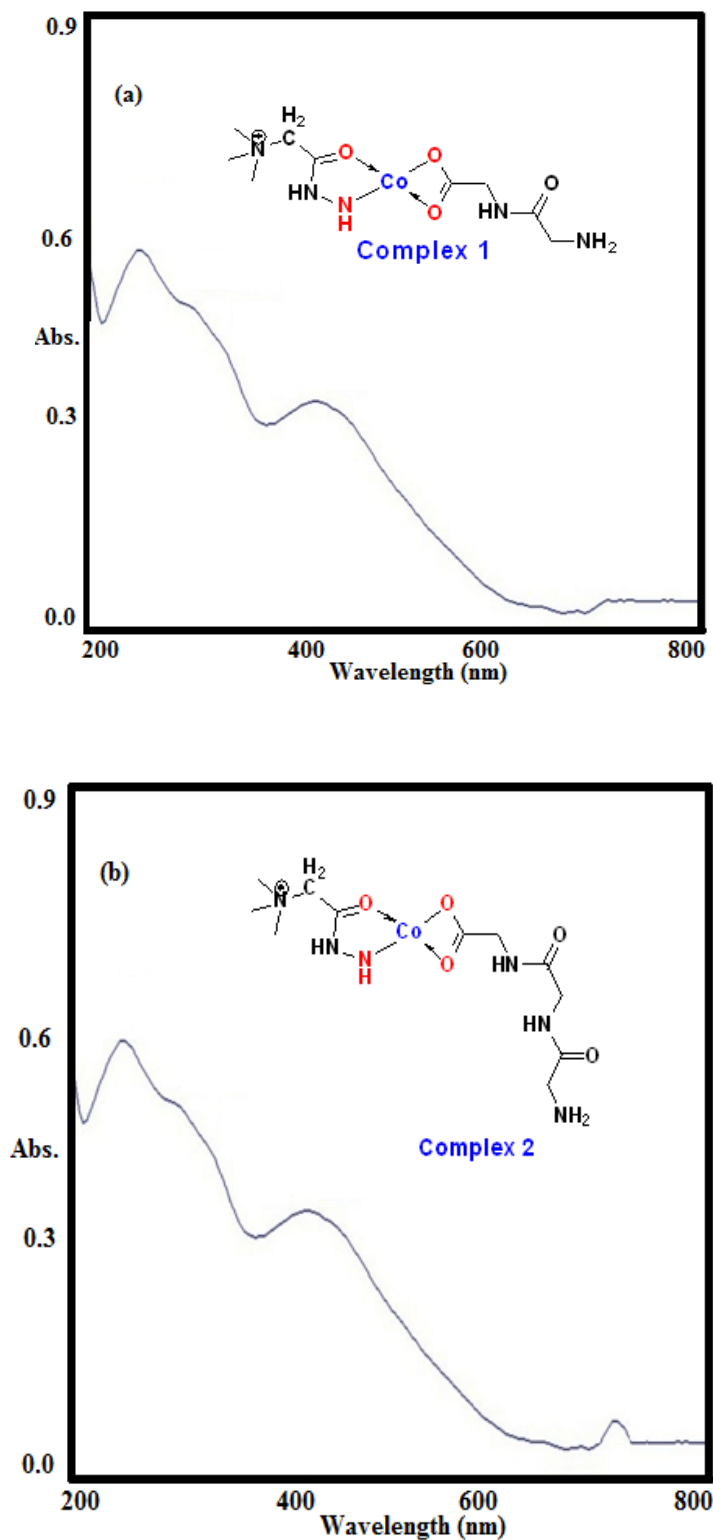 0.9
(a)
H2
C
N⊕
O
HN
N
H
Co
O
O
HN
O
NH2
Complex 1
0.6
Abs.
0.3
0.0
200 400 600 800
Wavelength (nm)
0.9
(b)
H2
C
N⊕
O
HN
N
H
Co
O
O
HN
O
HN
O
NH2
Complex 2
0.6
Abs.
0.3
0.0
200 400 600 800
Wavelength (nm)